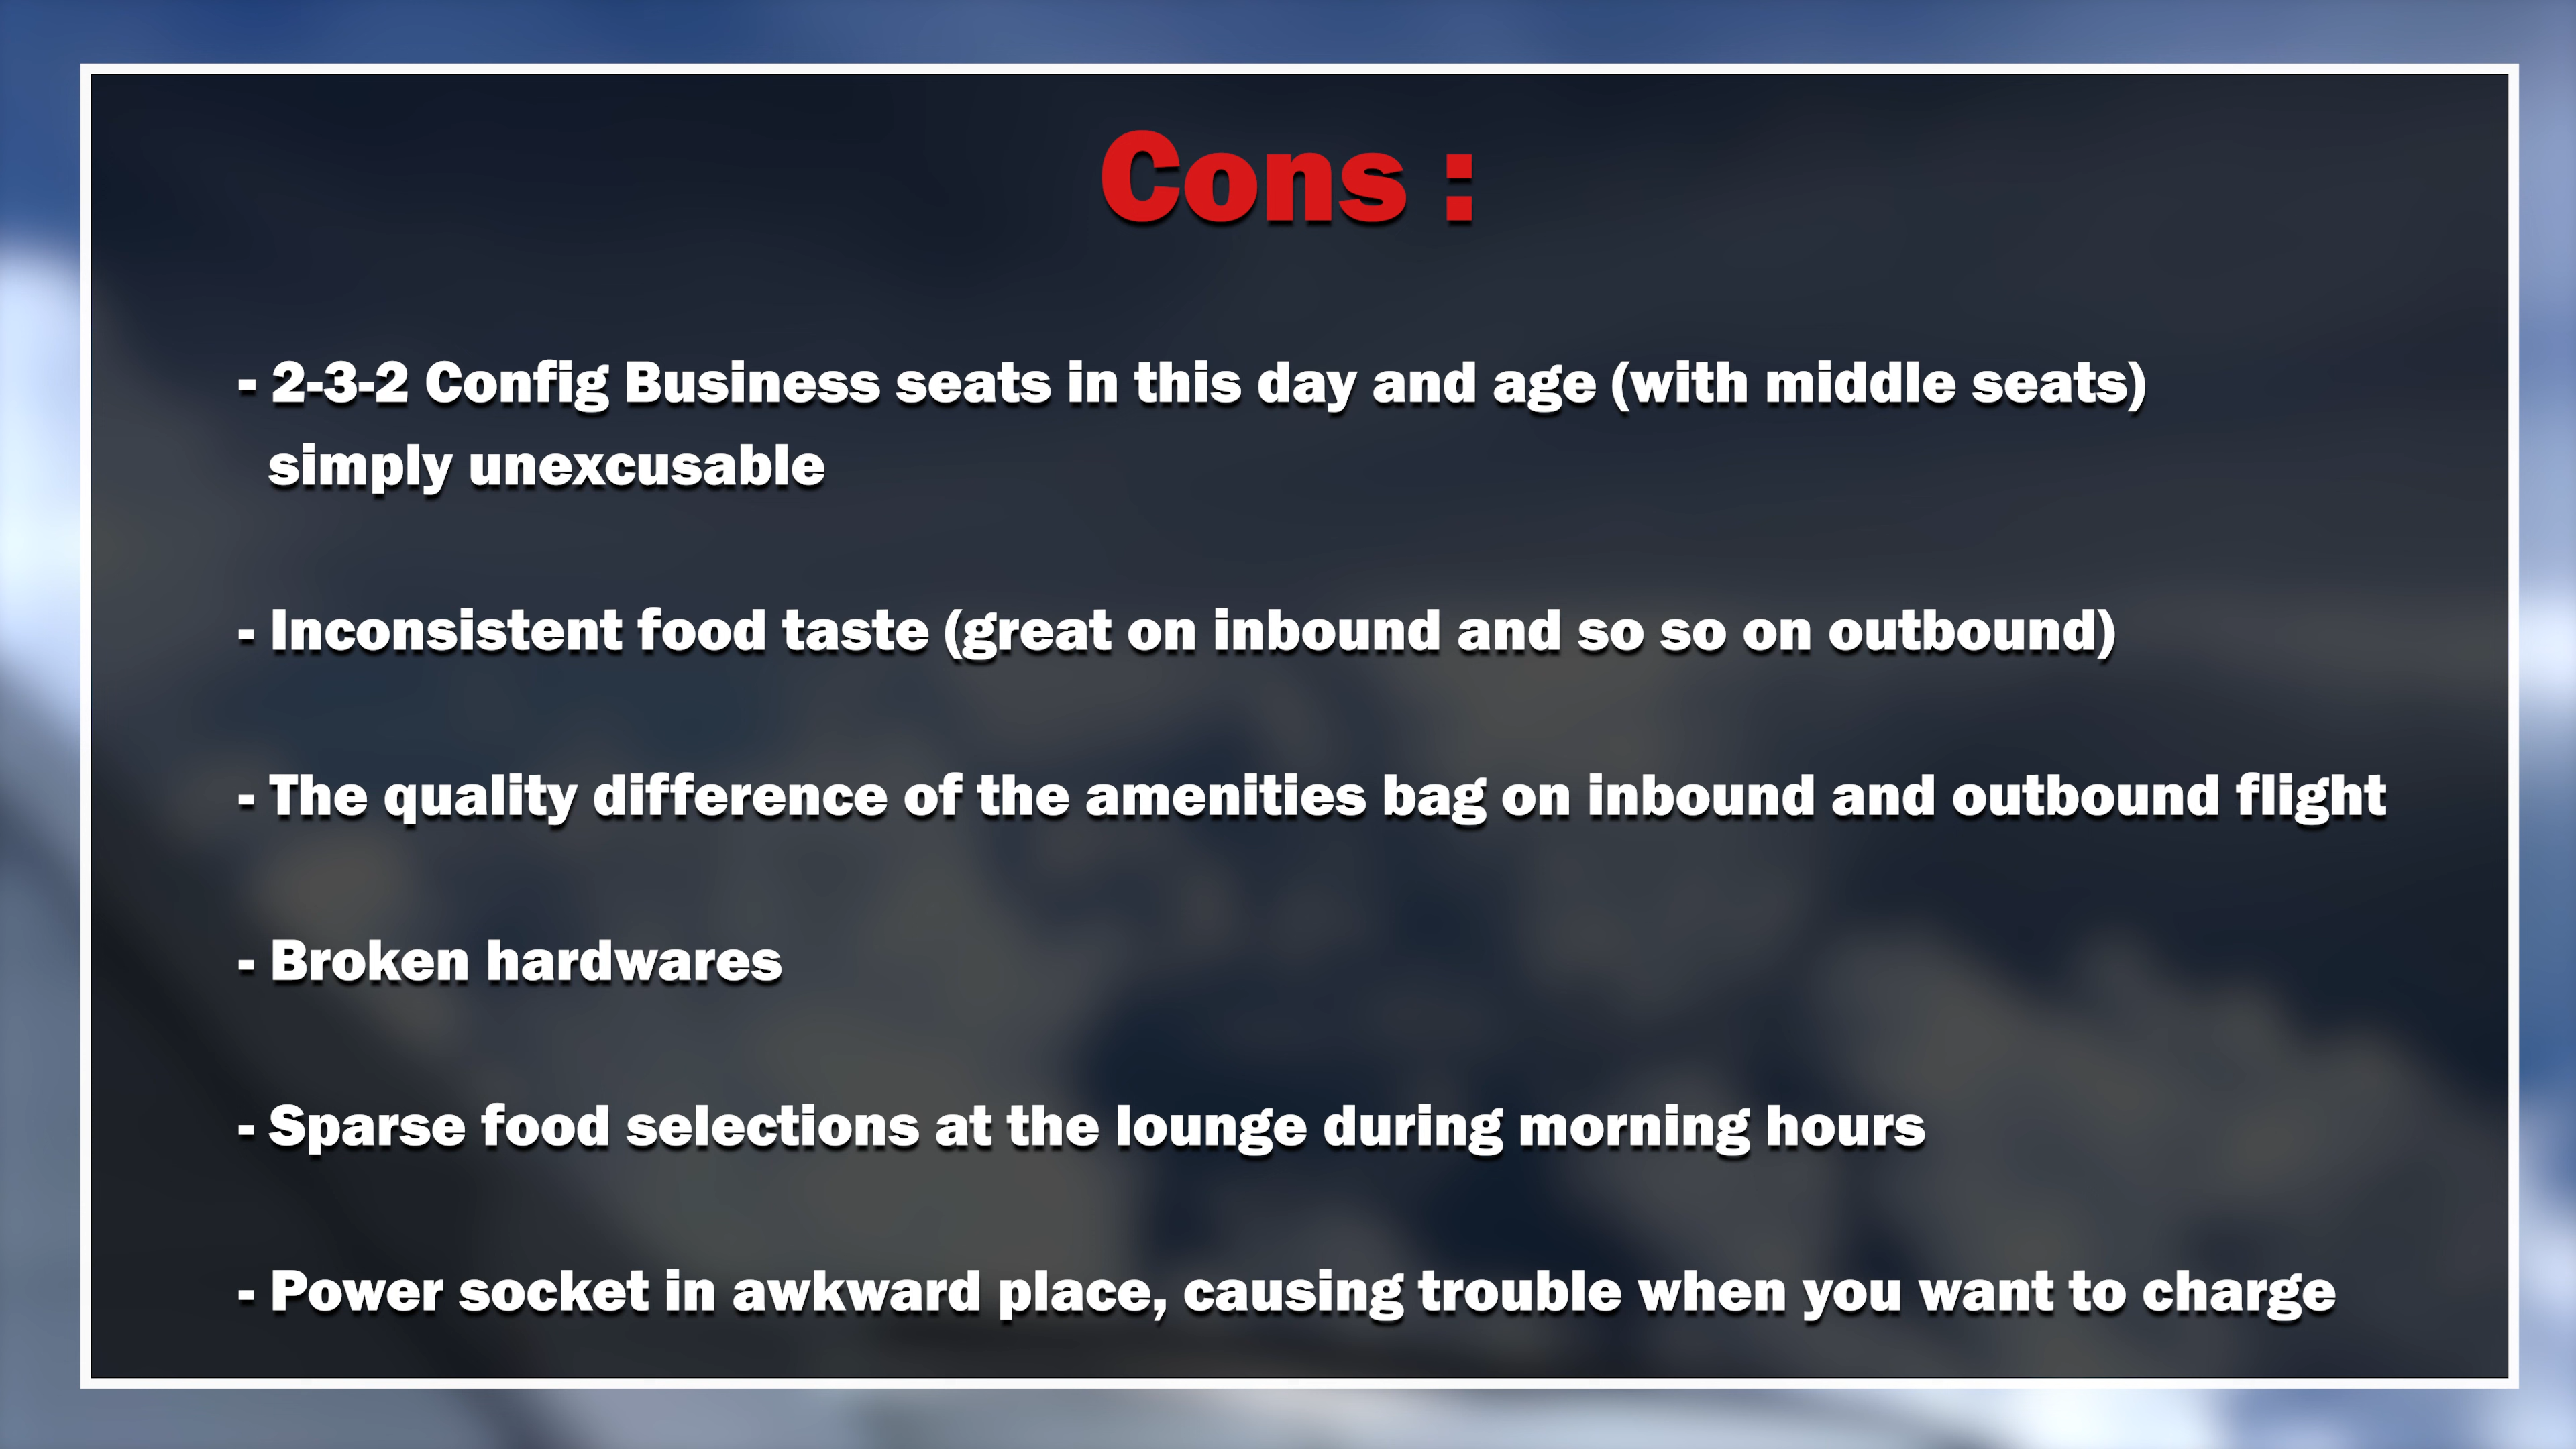 Cons :
- 2-3-2 Config Business seats in this day and age (with middle seats)
simply unexcusable
- Inconsistent food taste (great on inbound and so so on outbound)
- The quality difference of the amenities bag on inbound and outbound flight
- Broken hardwares
- Sparse food selections at the lounge during morning hours
- Power socket in awkward place, causing trouble when you want to charge